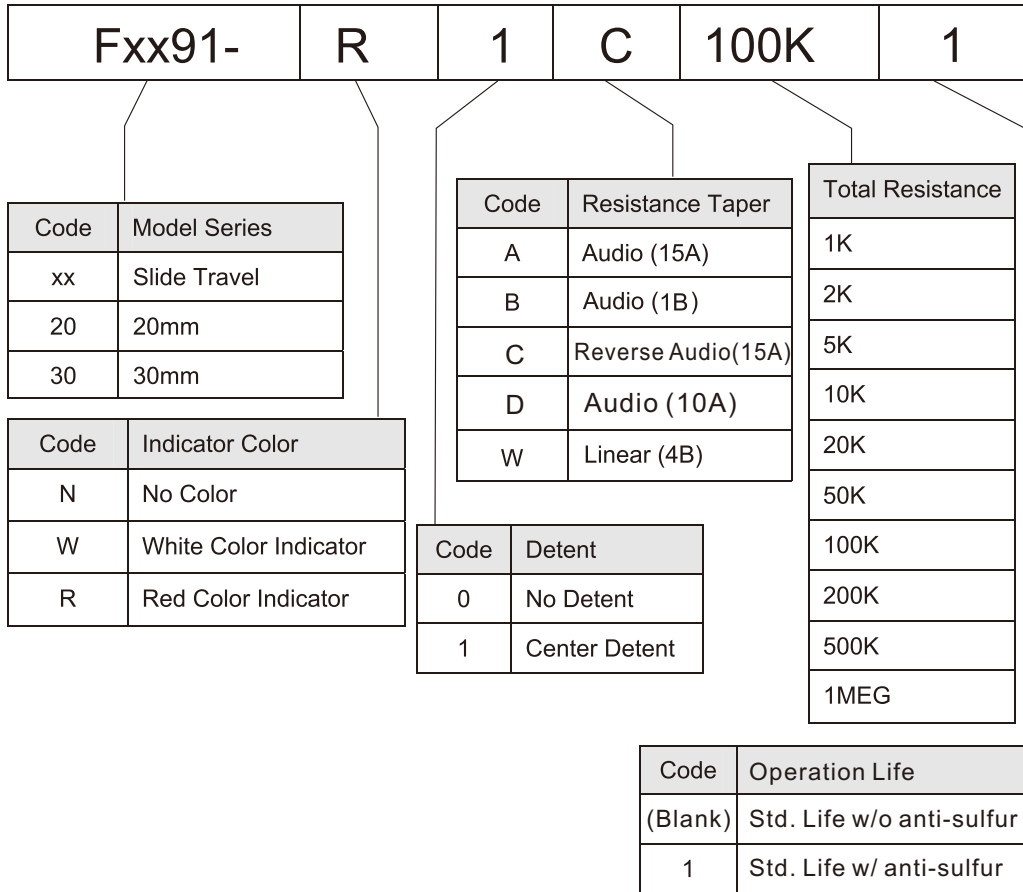 Fxx91- R 1 C 100K 1
Code Model Series
xx Slide Travel
20 20mm
30 30mm
Code Indicator Color
N No Color
W White Color Indicator
R Red Color Indicator
Code Detent
0 No Detent
1 Center Detent
Code Resistance Taper
A Audio (15A)
B Audio (1B)
C Reverse Audio(15A)
D Audio (10A)
W Linear (4B)
Total Resistance
1K
2K
5K
10K
20K
50K
100K
200K
500K
1MEG
Code Operation Life
(Blank) Std. Life w/o anti-sulfur
1 Std. Life w/ anti-sulfur